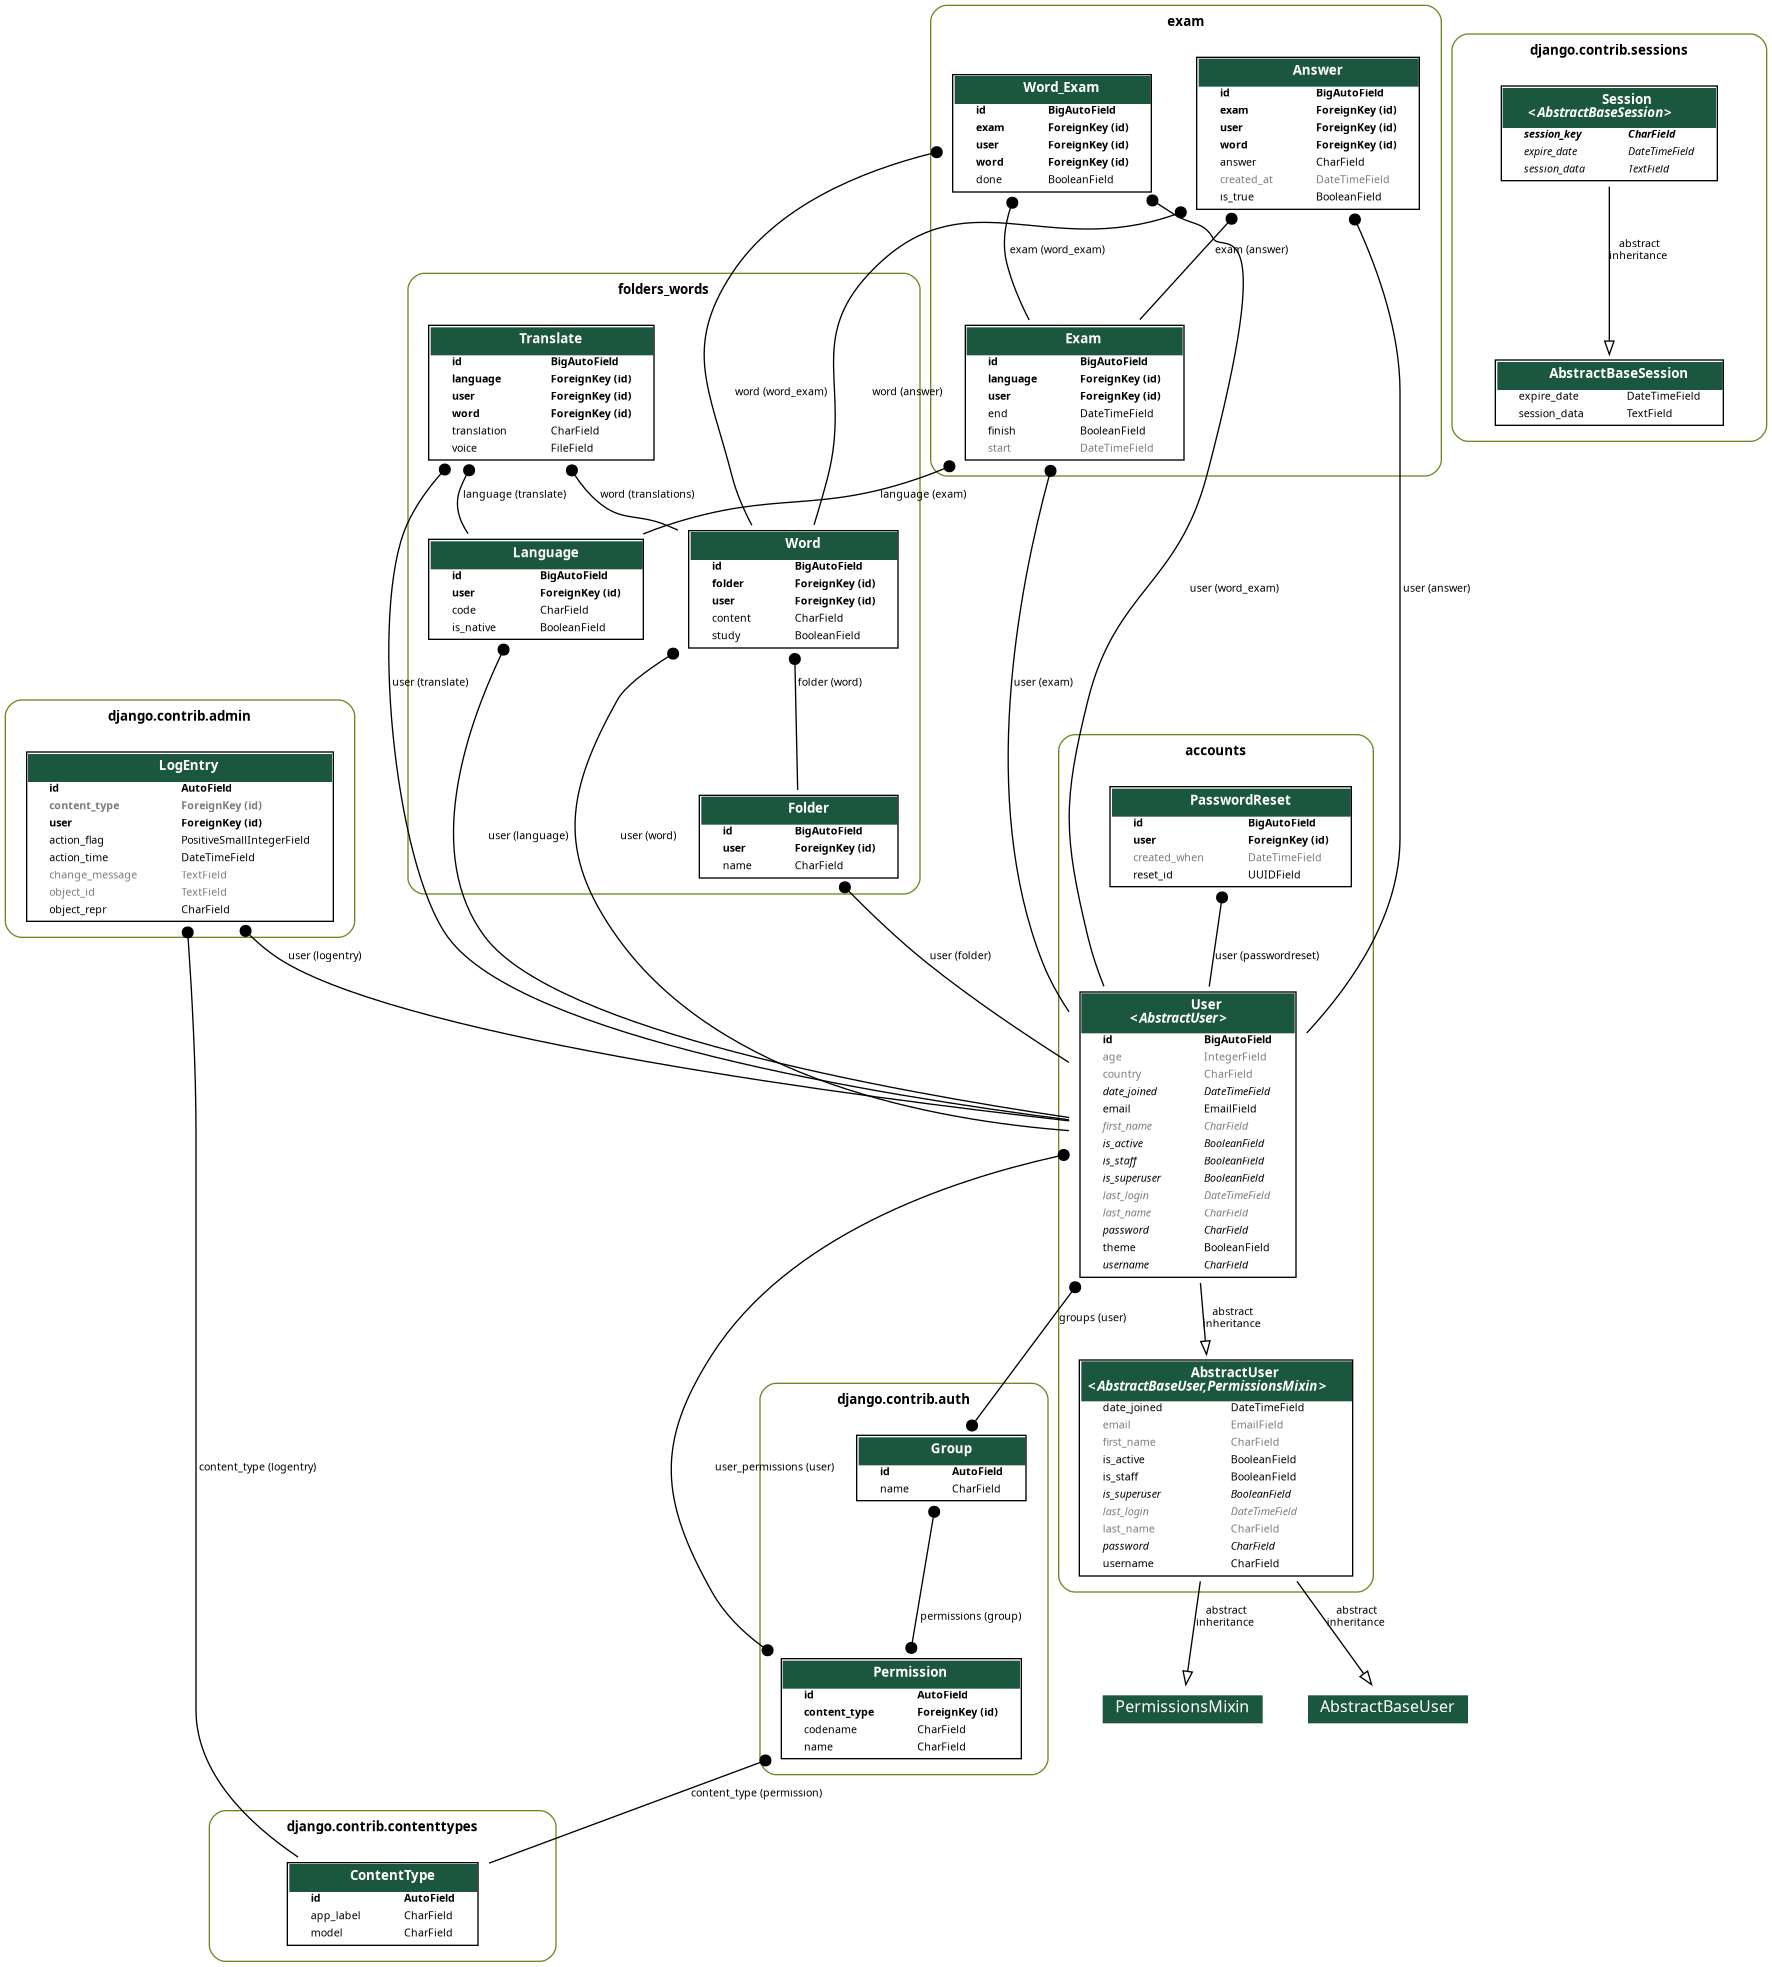 exam
Word_Exam
id BigAutoField
exam ForeignKey (id)
user ForeignKey (id)
word ForeignKey (id)
done BooleanField
Answer
id BigAutoField
exam ForeignKey (id)
user ForeignKey (id)
word ForeignKey (id)
answer CharField
created_at DateTimeField
is_true BooleanField
exam (word_exam)
exam (answer)
Exam
id BigAutoField
language ForeignKey (id)
user ForeignKey (id)
end DateTimeField
finish BooleanField
start DateTimeField
django.contrib.sessions
Session
<AbstractBaseSession>
session_key CharField
expire_date DateTimeField
session_data TextField
abstract
inheritance
AbstractBaseSession
expire_date DateTimeField
session_data TextField
folders_words
Translate
id BigAutoField
language ForeignKey (id)
user ForeignKey (id)
word ForeignKey (id)
translation CharField
voice FileField
word (word_exam)
word (answer)
language (translate)
word (translations)
language (exam)
Language
id BigAutoField
user ForeignKey (id)
code CharField
is_native BooleanField
Word
id BigAutoField
folder ForeignKey (id)
user ForeignKey (id)
content CharField
study BooleanField
user (word_exam)
user (answer)
user (translate)
folder (word)
user (exam)
Folder
id BigAutoField
user ForeignKey (id)
name CharField
user (language)
user (word)
django.contrib.admin
LogEntry
id AutoField
content_type ForeignKey (id)
user ForeignKey (id)
action_flag PositiveSmallIntegerField
action_time DateTimeField
change_message TextField
object_id TextField
object_repr CharField
user (logentry)
user (folder)
accounts
PasswordReset
id BigAutoField
user ForeignKey (id)
created_when DateTimeField
reset_id UUIDField
user (passwordreset)
User
<AbstractUser>
id BigAutoField
age IntegerField
country CharField
date_joined DateTimeField
email EmailField
first_name CharField
is_active BooleanField
is_staff BooleanField
is_superuser BooleanField
last_login DateTimeField
last_name CharField
password CharField
theme BooleanField
username CharField
groups (user)
abstract
inheritance
AbstractUser
<AbstractBaseUser,PermissionsMixin>
date_joined DateTimeField
email EmailField
first_name CharField
is_active BooleanField
is_staff BooleanField
is_superuser BooleanField
last_login DateTimeField
last_name CharField
password CharField
username CharField
abstract
inheritance
abstract
inheritance
PermissionsMixin
AbstractBaseUser
django.contrib.auth
Group
id AutoField
name CharField
user_permissions (user)
content_type (logentry)
permissions (group)
Permission
id AutoField
content_type ForeignKey (id)
codename CharField
name CharField
content_type (permission)
django.contrib.contenttypes
ContentType
id AutoField
app_label CharField
model CharField